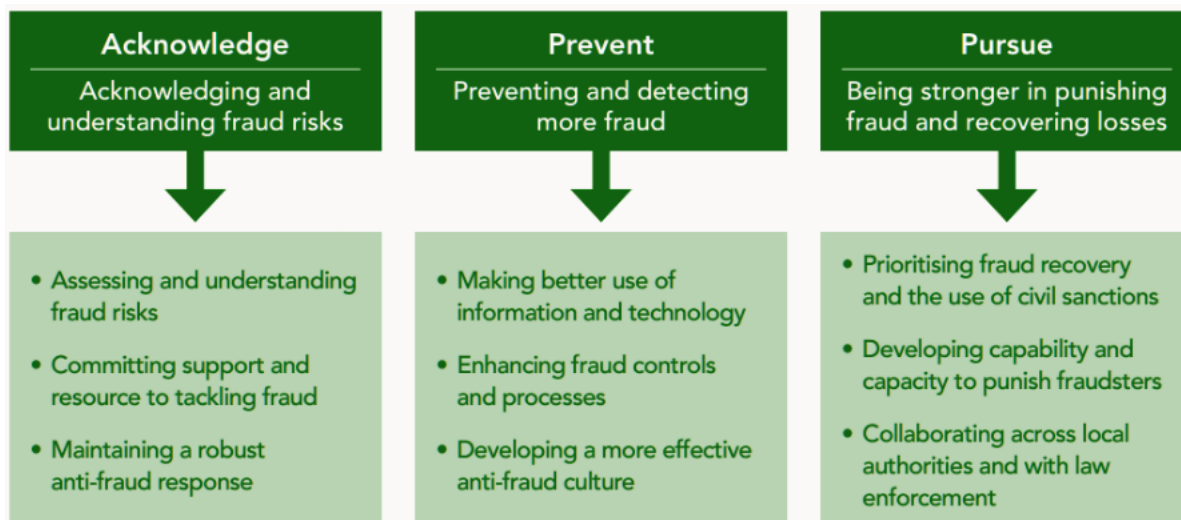 Acknowledge
Acknowledging and
understanding fraud risks
• Assessing and understanding
fraud risks
• Committing support and
resource to tackling fraud
• Maintaining a robust
anti-fraud response
Prevent
Preventing and detecting
more fraud
• Making better use of
information and technology
• Enhancing fraud controls
and processes
• Developing a more effective
anti-fraud culture
Pursue
Being stronger in punishing
fraud and recovering losses
• Prioritising fraud recovery
and the use of civil sanctions
• Developing capability and
capacity to punish fraudsters
• Collaborating across local
authorities and with law
enforcement